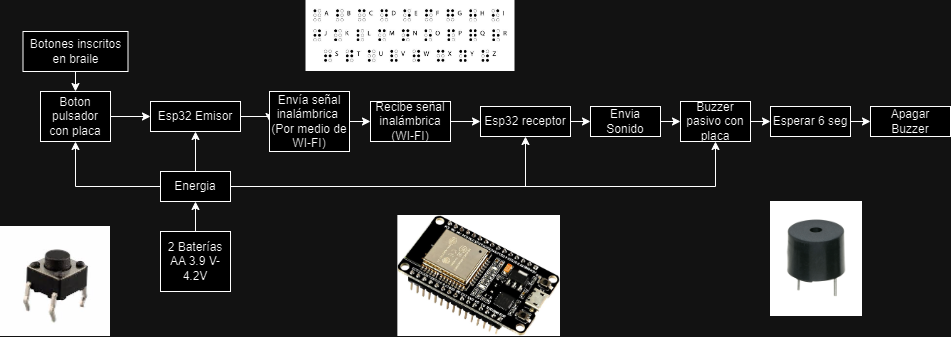 A B C D E F G H I
J K L M N O P Q R
S T U V W X Y Z
Botones inscritos
en braile
Boton
pulsador
con placa
Esp32 Emisor
Envía señal
inalámbrica
(Por medio de
WI-FI)
Recibe señal
inalámbrica
(WI-FI)
Esp32 receptor
Envia
Sonido
Buzzer
pasivo con
placa
Esperar 6 seg
Apagar
Buzzer
Energia
2 Baterías
AA 3.9 V-
4.2V